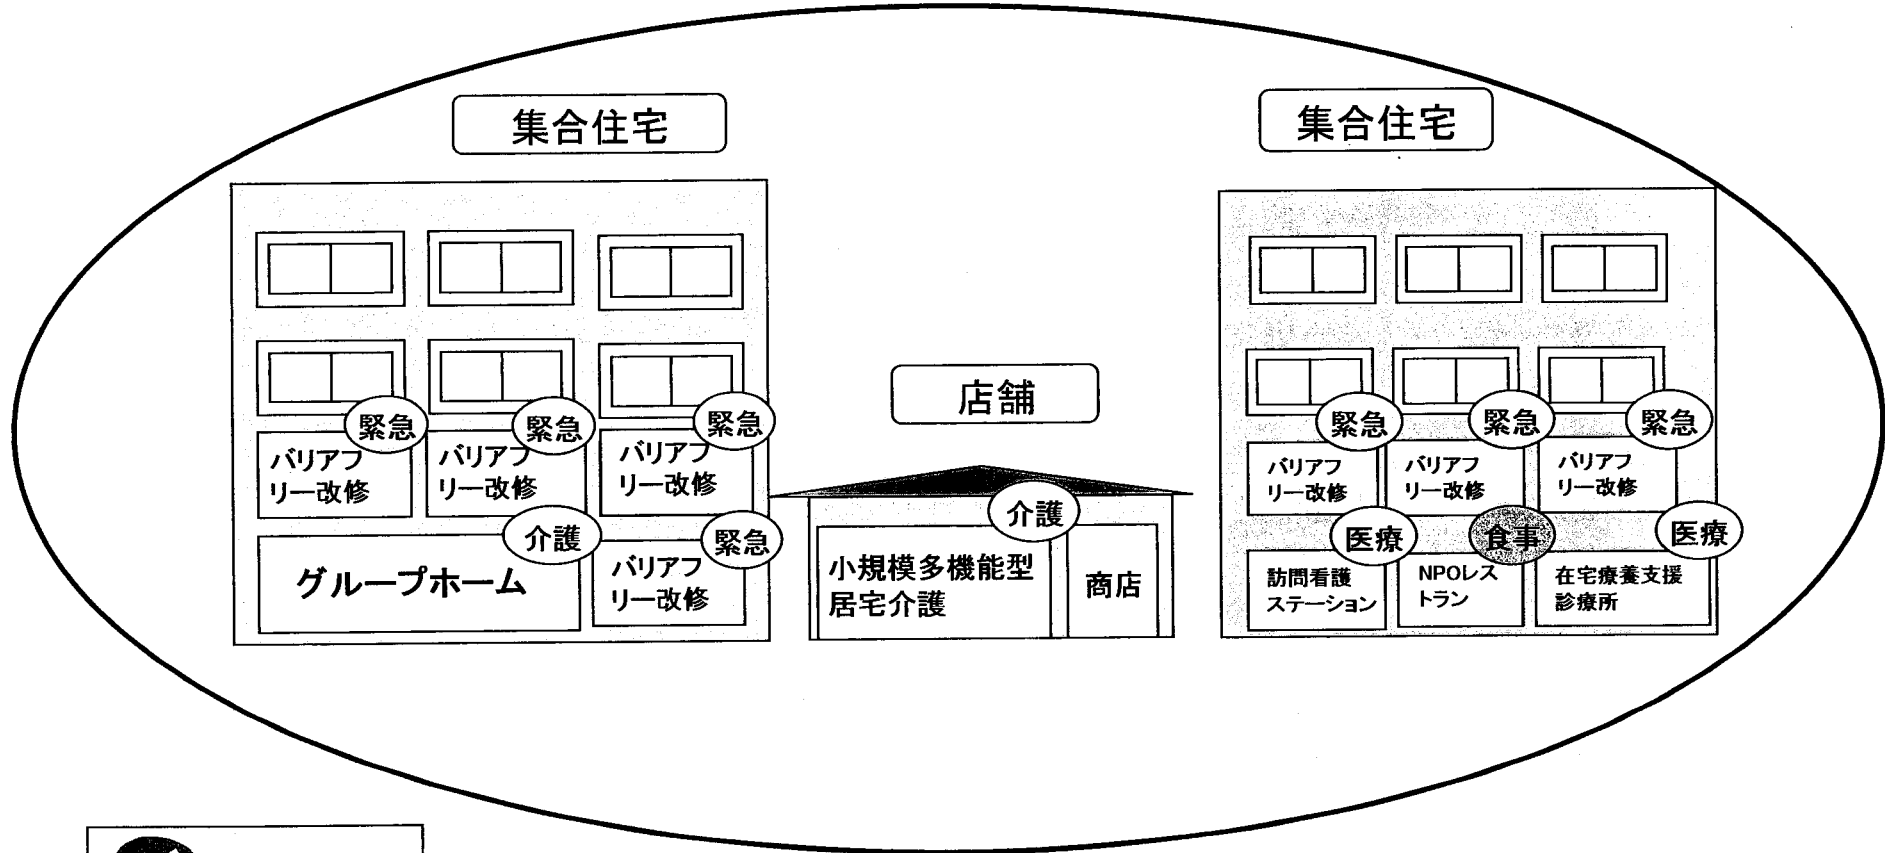 集合住宅
緊急
緊急
緊急
バリアフ
リー改修
バリアフ
リー改修
バリアフ
リー改修
介護
緊急
グループホーム
バリアフ
リー改修
店舗
介護
小規模多機能型
居宅介護
商店
集合住宅
緊急
緊急
緊急
バリアフ
リー改修
バリアフ
リー改修
バリアフ
リー改修
医療
食事
医療
訪問看護
ステーション
NPOレス
トラン
在宅療養支援
診療所